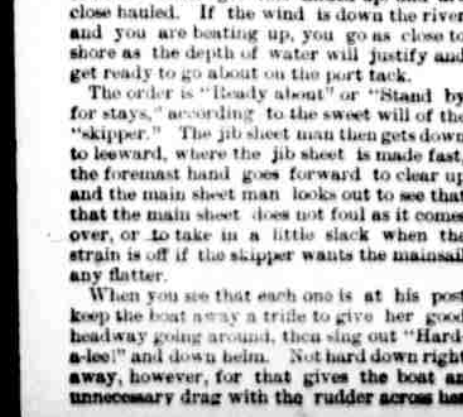 close hauled. If the wind is down the river
and you are beating up, you go as close to
shore as the depth of water will justify and
get ready to go about on the port tack.
The order is "Ready about" or "Stand by
for stays," according to the sweet will of the
"skipper." The jib sheet man then gets down
to leeward, where the jib sheet is made fast,
the foremast hand goes forward to clear up
and the main sheet man looks out to see that
that the main sheet does not foul as it comes
over, or to take in a little slack when the
strain is off if the skipper wants the mainsail
any flatter.
When you see that each one is at his post
keep the boat away a trifle to give her good
headway going around, then sing out "Hard-
a-lee!" and down helm. Not hard down right
away, however, for that gives the boat an
unnecessary drag with the rudder across her